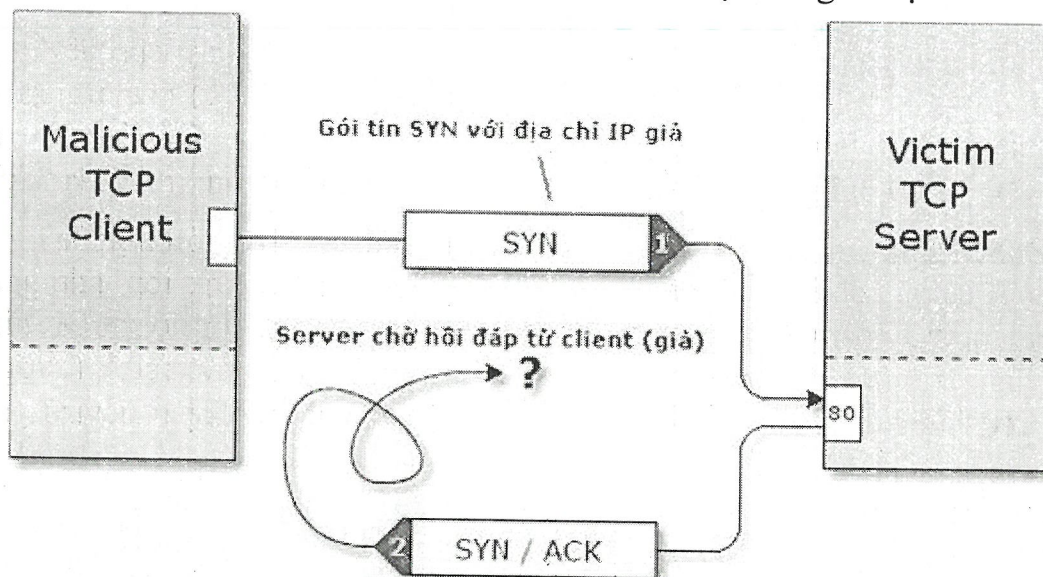 Malicious
TCP
Client
Gói tin SYN với địa chỉ IP giả
SYN
1
Victim
TCP
Server
Server chờ hồi đáp từ client (giả)
?
80
2
SYN / ACK